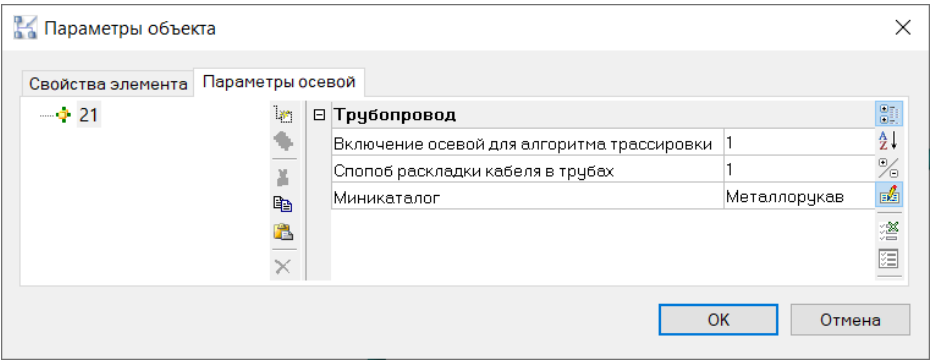 Параметры объекта
Свойства элемента Параметры осевой
21
Трубопровод
Включение осевой для алгоритма трассировки 1
Спопоб раскладки кабеля в трубах 1
Миникаталог Металлорукав
OK Отмена